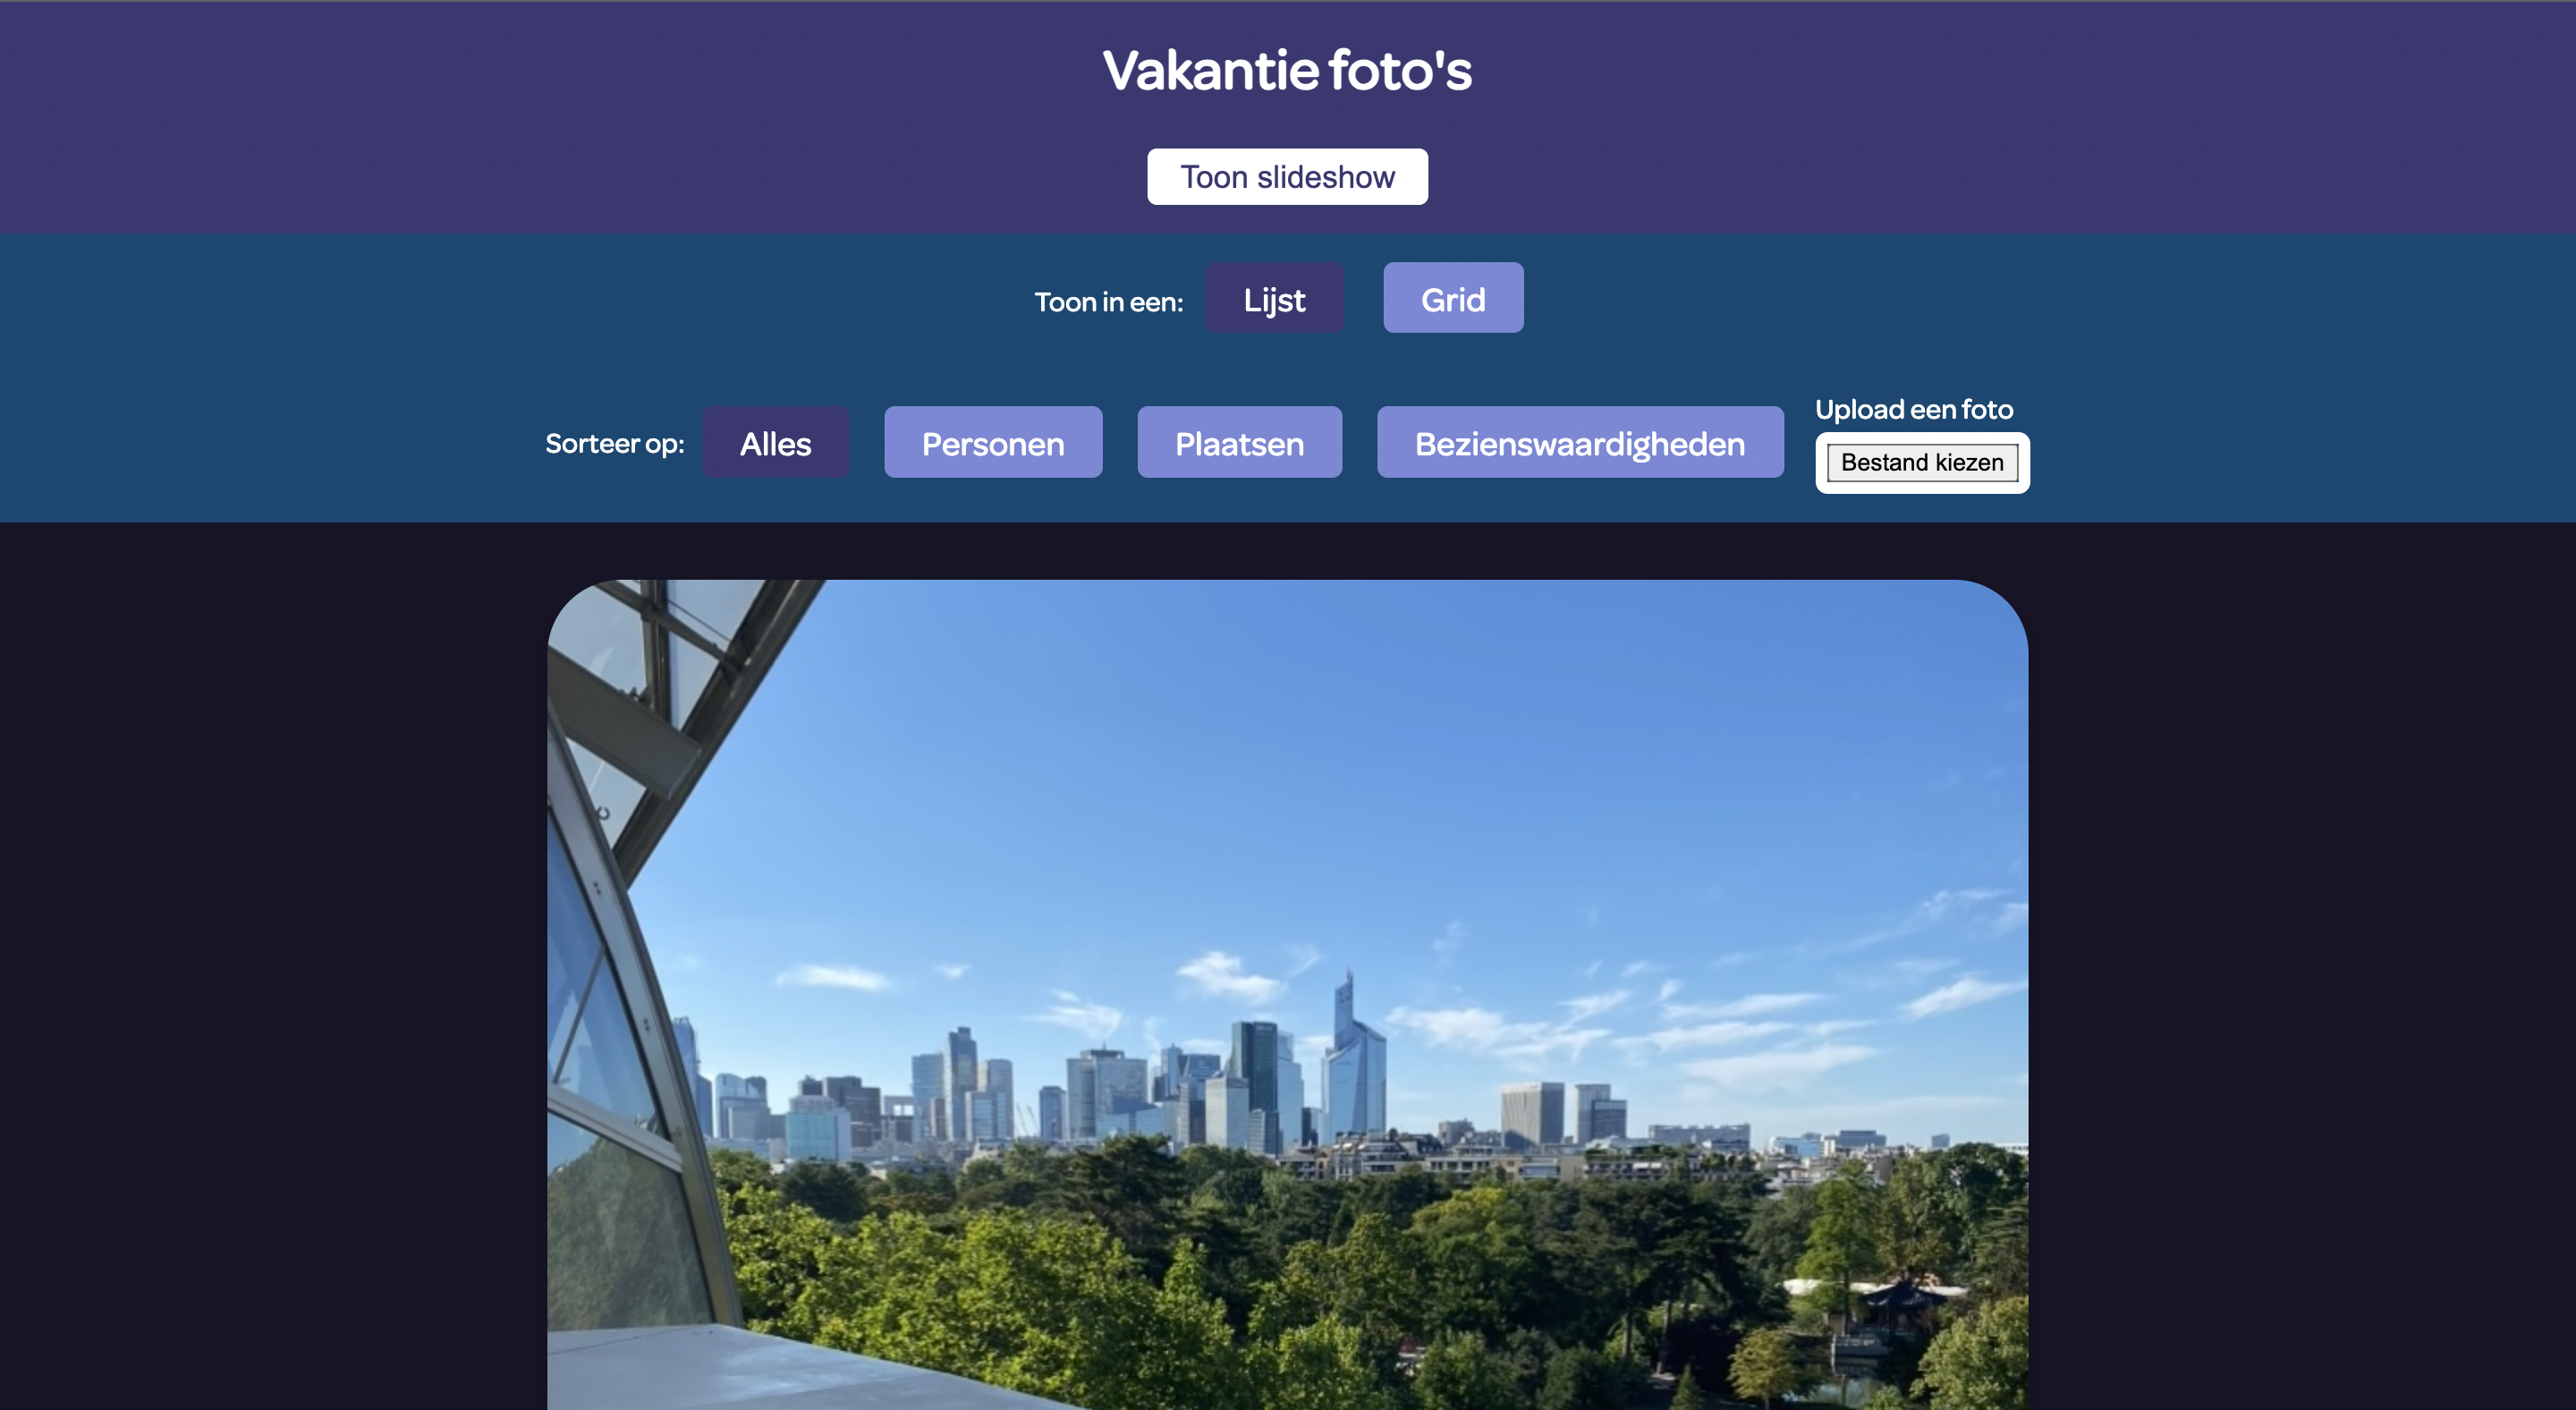 Vakantie foto's
Toon slideshow
Toon in een: Lijst Grid
Upload een foto
Sorteer op: Alles Personen Plaatsen Bezienswaardigheden
Bestand kiezen